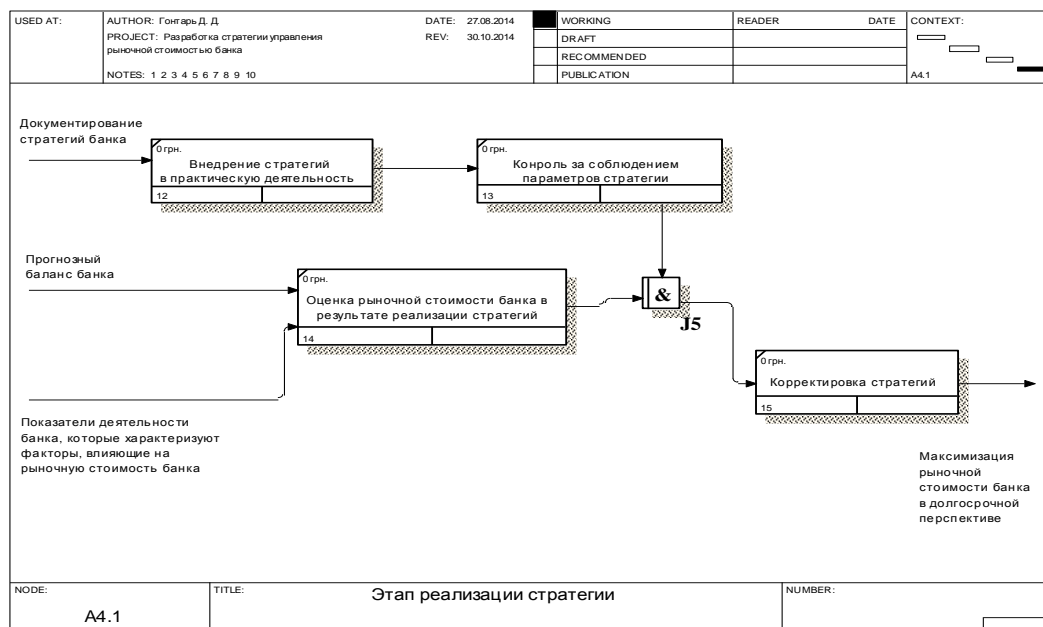 USED AT:
AUTHOR: Гонтарь Д. Д.
DATE: 27.08.2014
WORKING
READER
DATE
CONTEXT:
PROJECT: Разработка стратегии управления
REV: 30.10.2014
DRAFT
рыночной стоимостью банка
RECOMMENDED
NOTES: 1 2 3 4 5 6 7 8 9 10
PUBLICATION
A4.1
Документирование
стратегий банка
0 грн.
Внедрение стратегий
в практическую деятельность
12
0 грн.
Конроль за соблюдением
параметров стратегии
13
Прогнозный
баланс банка
0 грн.
Оценка рыночной стоимости банка в
результате реализации стратегий
14
&
J5
0 грн.
Корректировка стратегий
15
Показатели деятельности
банка, которые характеризуют
факторы, влияющие на
рыночную стоимость банка
Максимизация
рыночной
стоимости банка
в долгосрочной
перспективе
NODE:
TITLE:
Этап реализации стратегии
NUMBER:
A4.1